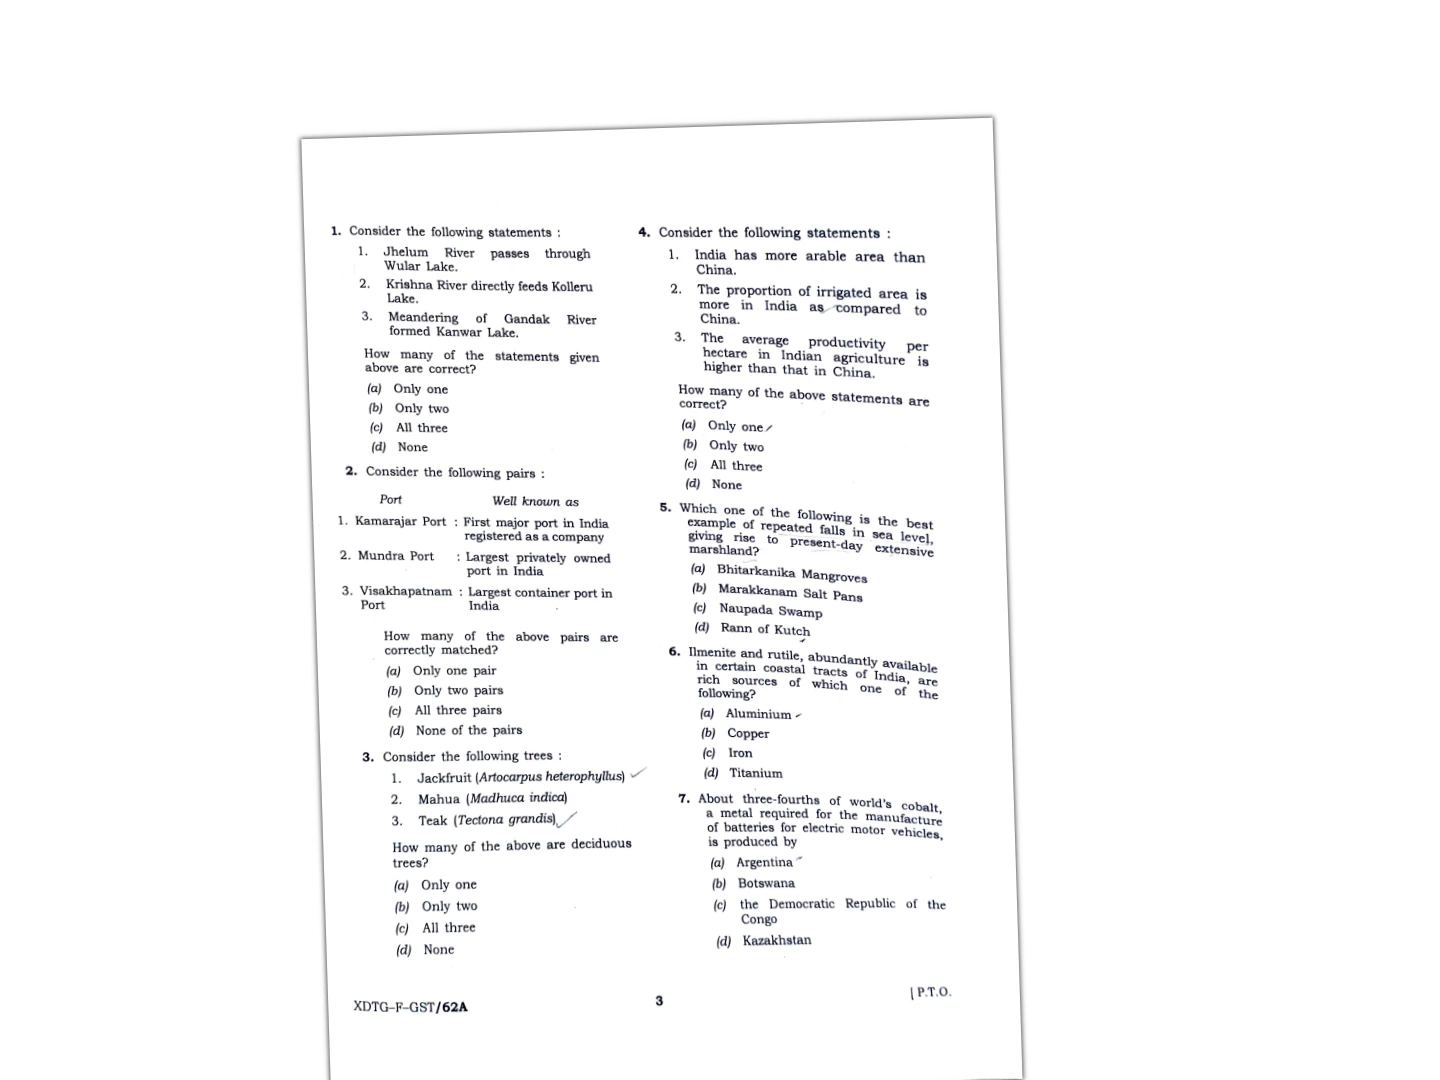 1. Consider the following statements :
1. Jhelum River passes through
Wular Lake.
2. Krishna River directly feeds Kolleru
Lake.
3. Meandering of Gandak River
formed Kanwar Lake.
How many of the statements given
above are correct?
(a) Only one
(b) Only two
(c) All three
(d) None
2. Consider the following pairs :
Port Well known as
1. Kamarajar Port : First major port in India
registered as a company
2. Mundra Port : Largest privately owned
port in India
3. Visakhapatnam : Largest container port in
Port India
How many of the above pairs are
correctly matched?
(a) Only one pair
(b) Only two pairs
(c) All three pairs
(d) None of the pairs
3. Consider the following trees :
1. Jackfruit (Artocarpus heterophyllus)
2. Mahua (Madhuca indica)
3. Teak (Tectona grandis)
How many of the above are deciduous
trees?
(a) Only one
(b) Only two
(c) All three
(d) None
4. Consider the following statements :
1. India has more arable area than
China.
2. The proportion of irrigated area is
more in India as compared to
China.
3. The average productivity per
hectare in Indian agriculture is
higher than that in China.
How many of the above statements are
correct?
(a) Only one
(b) Only two
(c) All three
(d) None
5. Which one of the following is the best
example of repeated falls in sea level,
giving rise to present-day extensive
marshland?
(a) Bhitarkanika Mangroves
(b) Marakkanam Salt Pans
(c) Naupada Swamp
(d) Rann of Kutch
6. Ilmenite and rutile, abundantly available
in certain coastal tracts of India, are
rich sources of which one of the
following?
(a) Aluminium
(b) Copper
(c) Iron
(d) Titanium
7. About three-fourths of world's cobalt,
a metal required for the manufacture
of batteries for electric motor vehicles,
is produced by
(a) Argentina
(b) Botswana
(c) the Democratic Republic of the
Congo
(d) Kazakhstan
XDTG-F-GST/62A
3
[ P.T.O.